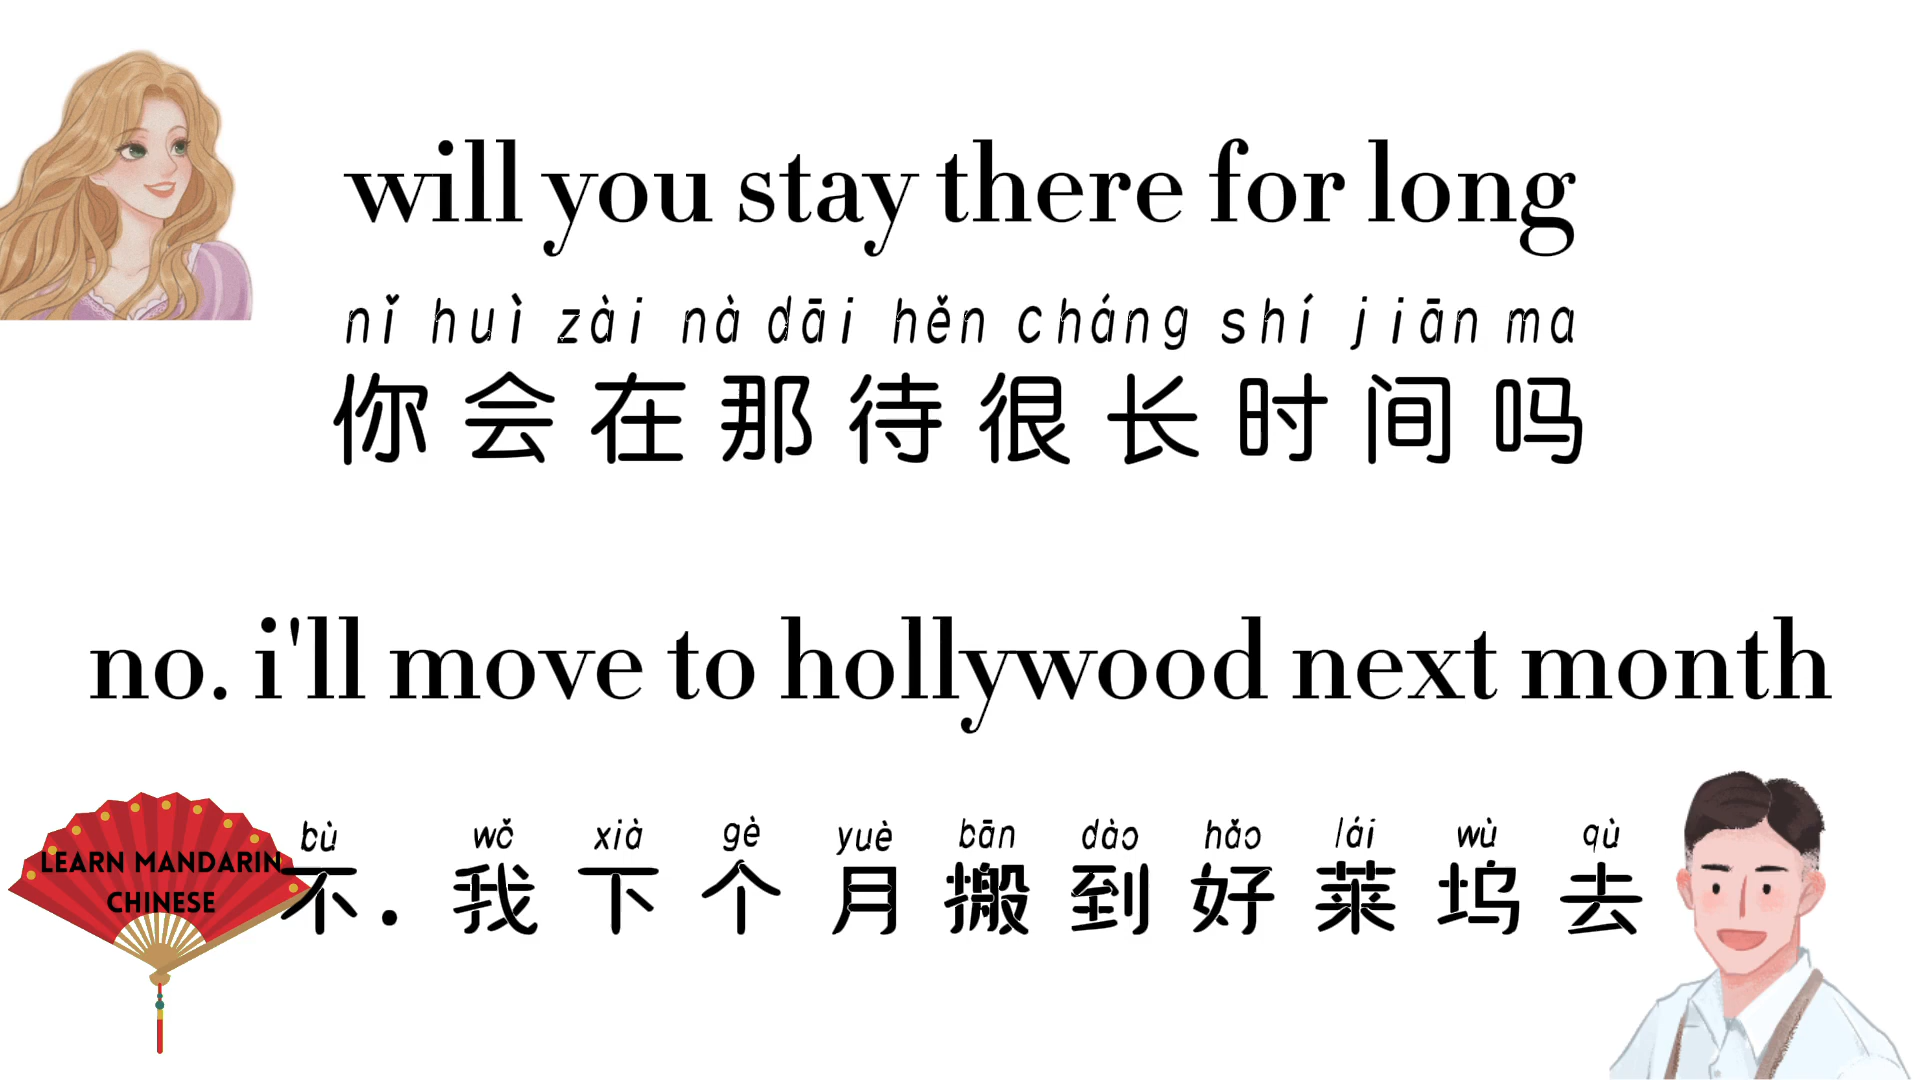 will you stay there for long
nǐ huì zài nà dāi hěn cháng shí jiān ma
你会在那待很长时间吗
no. i'll move to hollywood next month
bù wǒ xià gè yuè bān dào hǎo lái wù qù
不. 我下个月搬到好莱坞去
LEARN MANDARIN
CHINESE